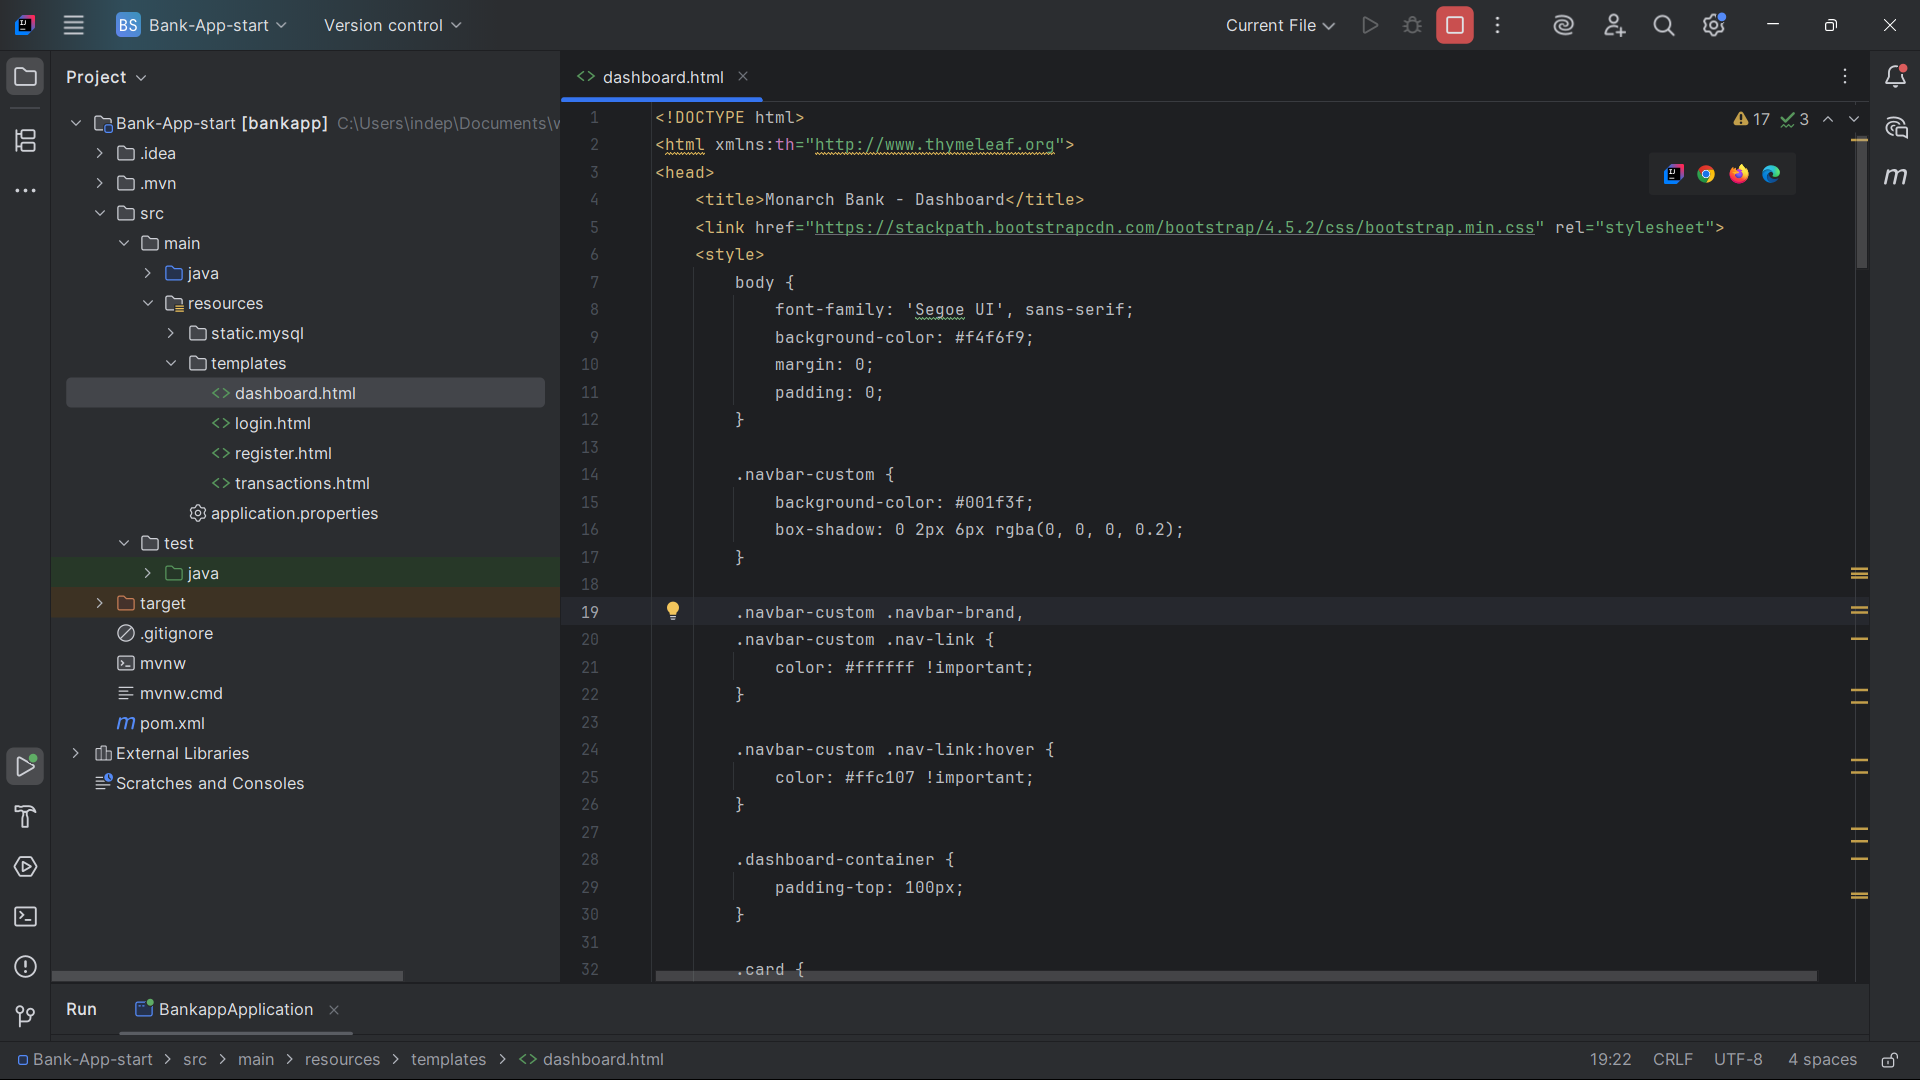 BS Bank-App-start
Version control
Current File
Project
dashboard.html
Bank-App-start [bankapp] C:\Users\indep\Documents\
.idea
.mvn
src
main
java
resources
static.mysql
templates
dashboard.html
login.html
register.html
transactions.html
application.properties
test
java
target
.gitignore
mvnw
mvnw.cmd
m pom.xml
External Libraries
Scratches and Consoles
17 3
1 <!DOCTYPE html>
2 <html xmlns:th="http://www.thymeleaf.org">
3 <head>
4 <title>Monarch Bank - Dashboard</title>
5 <link href="https://stackpath.bootstrapcdn.com/bootstrap/4.5.2/css/bootstrap.min.css" rel="stylesheet">
6 <style>
7 body {
8 font-family: 'Segoe UI', sans-serif;
9 background-color: #f4f6f9;
10 margin: 0;
11 padding: 0;
12 }
13
14 .navbar-custom {
15 background-color: #001f3f;
16 box-shadow: 0 2px 6px rgba(0, 0, 0, 0.2);
17 }
18
19 .navbar-custom .navbar-brand,
20 .navbar-custom .nav-link {
21 color: #ffffff !important;
22 }
23
24 .navbar-custom .nav-link:hover {
25 color: #ffc107 !important;
26 }
27
28 .dashboard-container {
29 padding-top: 100px;
30 }
31
32 .card {
m
Run
BankappApplication
Bank-App-start > src > main > resources > templates > <> dashboard.html
19:22 CRLF UTF-8 4 spaces